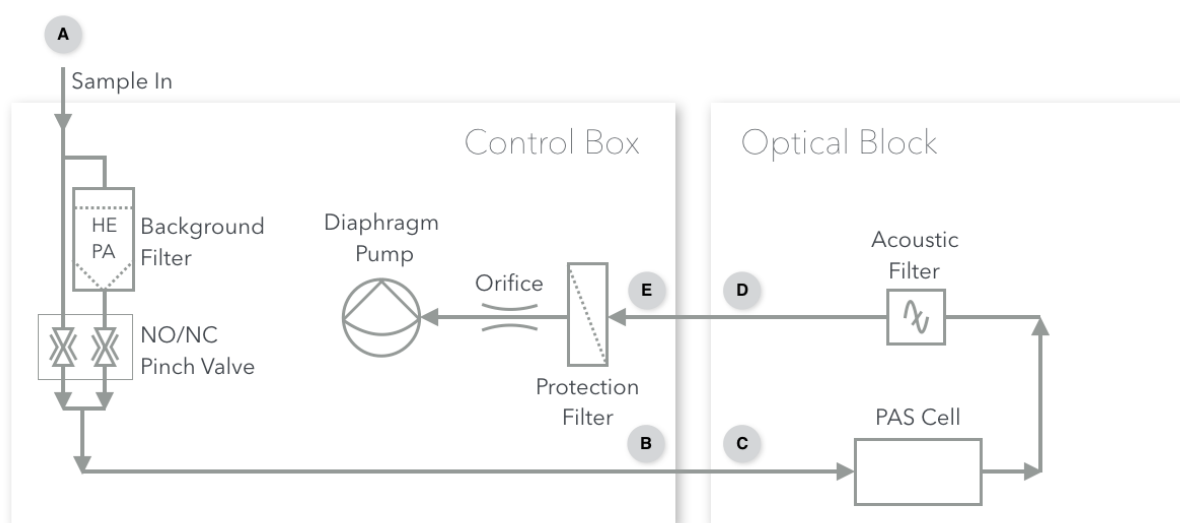 A
Sample In
Control Box
Optical Block
HE
PA
Background
Filter
Diaphragm
Pump
Orifice
E
D
Acoustic
Filter
NO/NC
Pinch Valve
Protection
Filter
B
C
PAS Cell